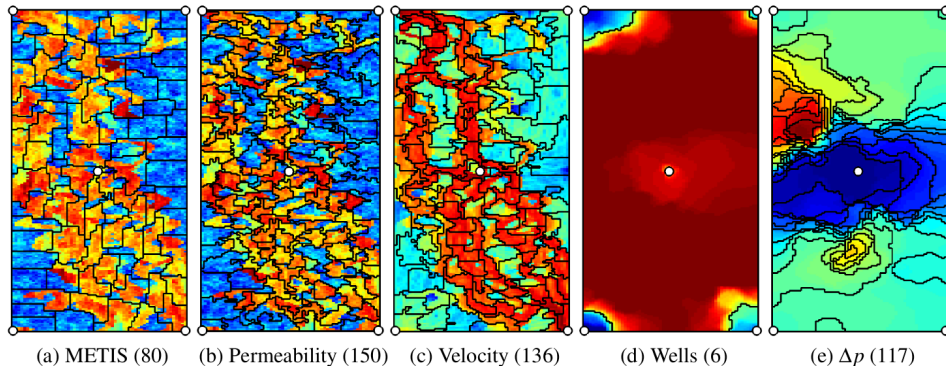 (a) METIS (80) (b) Permeability (150) (c) Velocity (136) (d) Wells (6) (e) Δp (117)